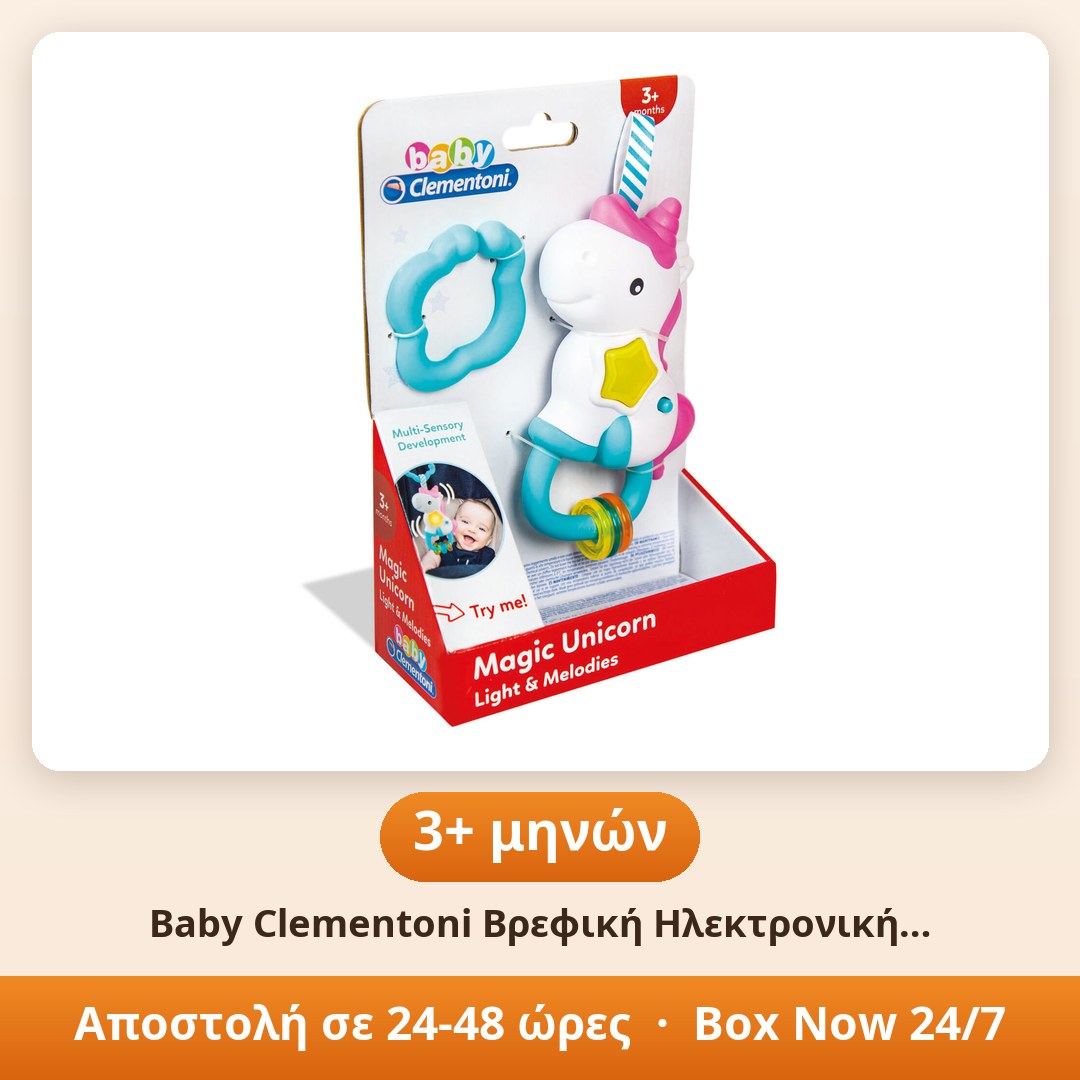 3+
months
baby
Clementoni.
Multi-Sensory
Development
3+
months
Magic
Unicorn
Light & Melodies
baby
Clementoni
Try me!
Magic Unicorn
Light & Melodies
3+ μηνών
Baby Clementoni Βρεφική Ηλεκτρονική...
Αποστολή σε 24-48 ώρες · Box Now 24/7